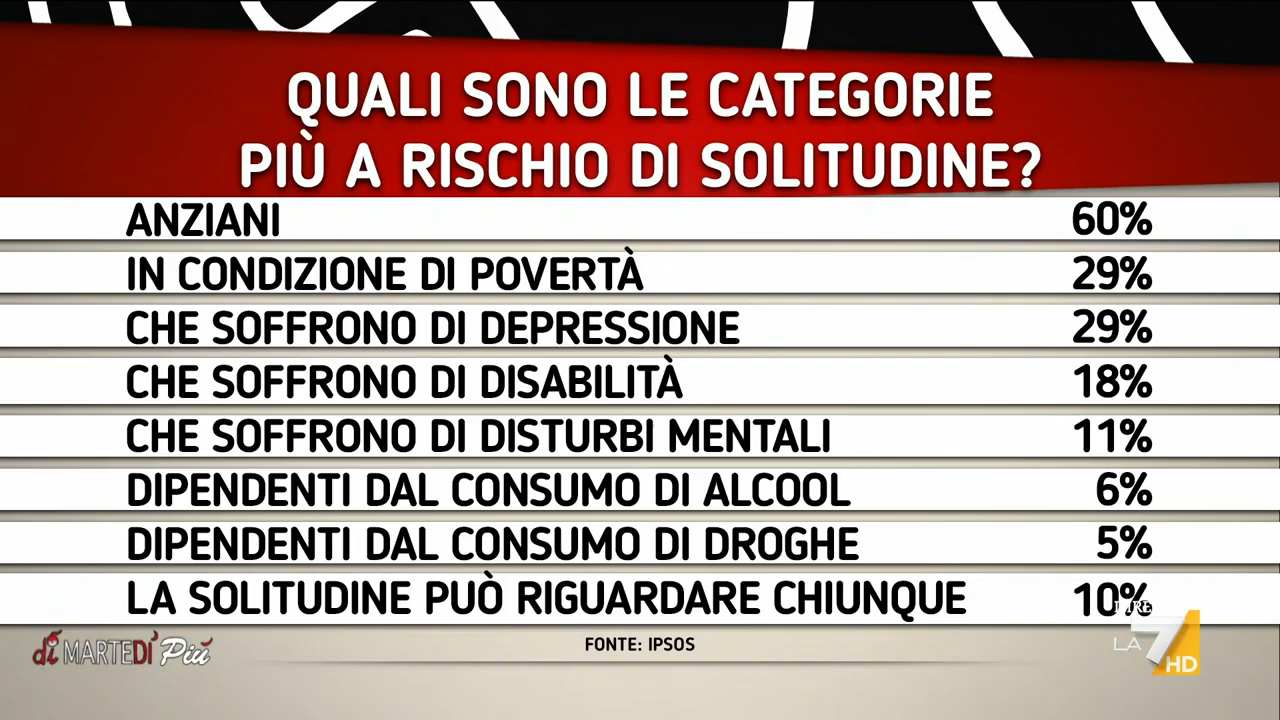 QUALI SONO LE CATEGORIE
PIÙ A RISCHIO DI SOLITUDINE?
ANZIANI 60%
IN CONDIZIONE DI POVERTÀ 29%
CHE SOFFRONO DI DEPRESSIONE 29%
CHE SOFFRONO DI DISABILITÀ 18%
CHE SOFFRONO DI DISTURBI MENTALI 11%
DIPENDENTI DAL CONSUMO DI ALCOOL 6%
DIPENDENTI DAL CONSUMO DI DROGHE 5%
LA SOLITUDINE PUÒ RIGUARDARE CHIUNQUE 10%
diMARTEDÌ Più
FONTE: IPSOS
LA 7 HD